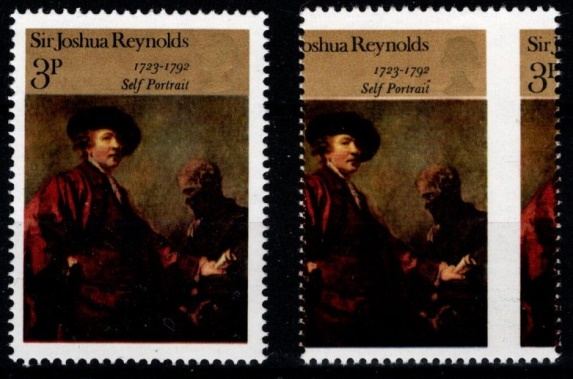 Sir Joshua Reynolds
3P
1723-1792
Self Portrait
oshua Reynolds
1723-1792
Self Portrait
Sir J
3P